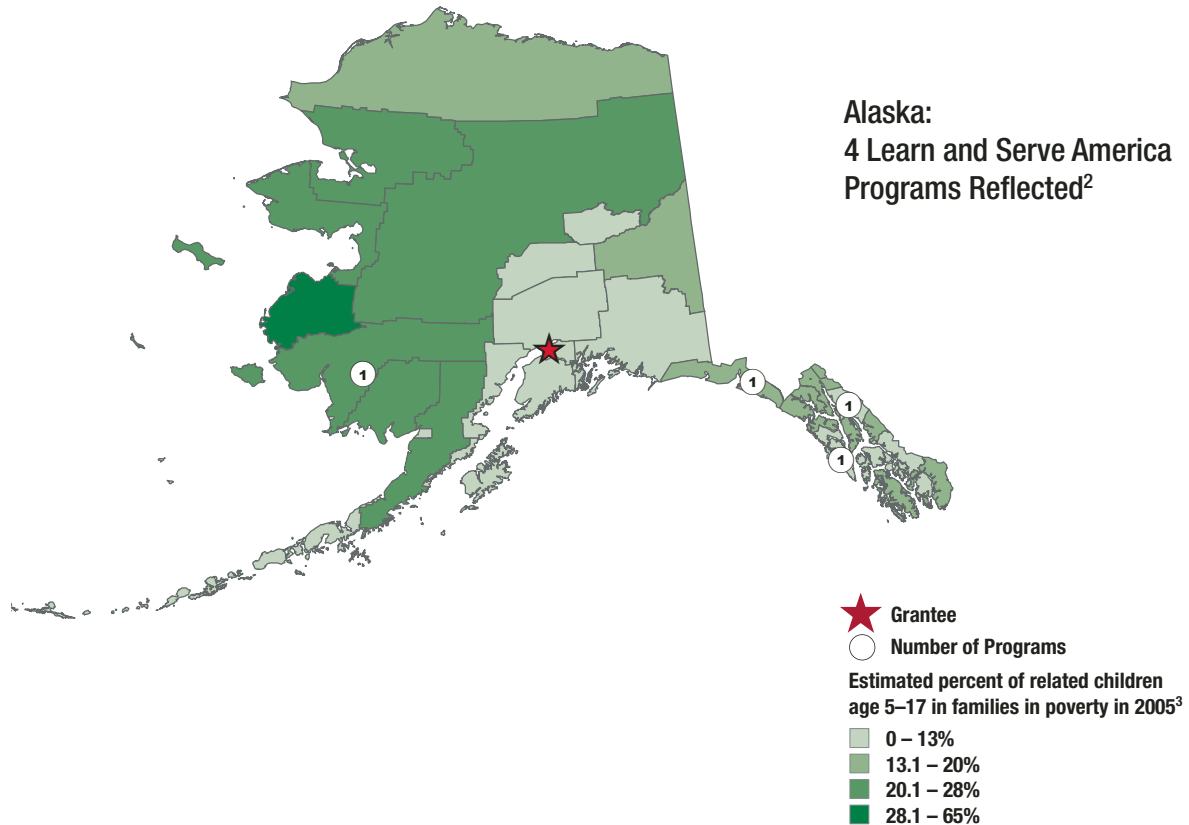 Alaska:
4 Learn and Serve America
Programs Reflected²
1
1
1
1
Grantee
Number of Programs
Estimated percent of related children
age 5–17 in families in poverty in 2005³
0 – 13%
13.1 – 20%
20.1 – 28%
28.1 – 65%